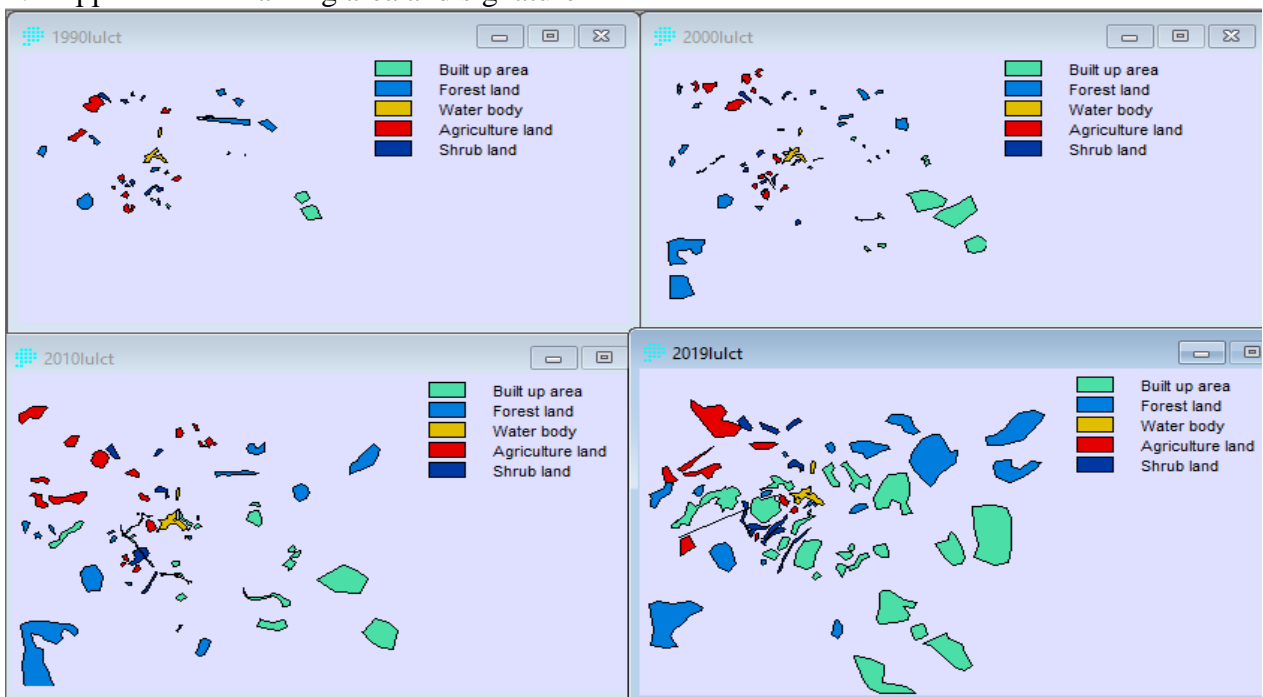 1990lulct
Built up area
Forest land
Water body
Agriculture land
Shrub land
2000lulct
Built up area
Forest land
Water body
Agriculture land
Shrub land
2010lulct
Built up area
Forest land
Water body
Agriculture land
Shrub land
2019lulct
Built up area
Forest land
Water body
Agriculture land
Shrub land